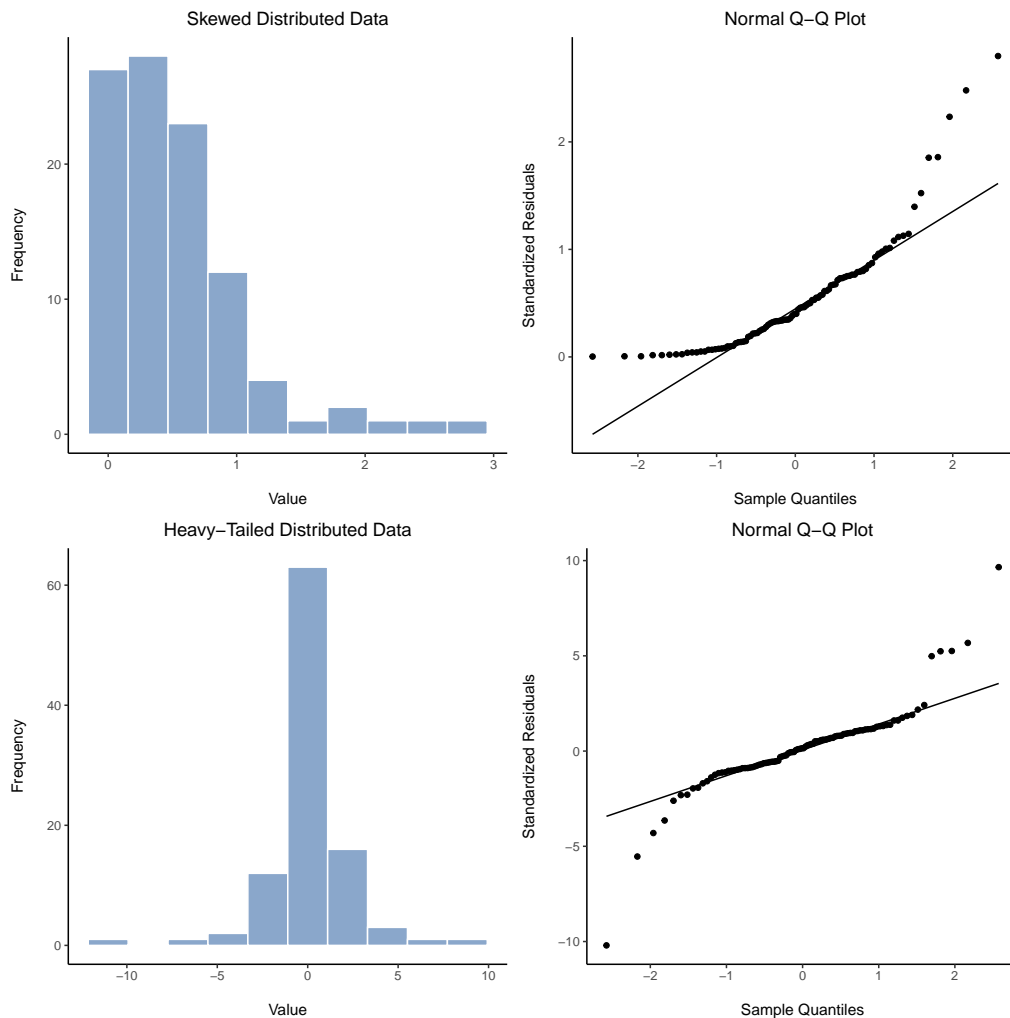 Skewed Distributed Data
Frequency
20
10
0
0
1
2
3
Value
Normal Q−Q Plot
Standardized Residuals
2
1
0
−2
−1
0
1
2
Sample Quantiles
Heavy−Tailed Distributed Data
Frequency
60
40
20
0
−10
−5
0
5
10
Value
Normal Q−Q Plot
Standardized Residuals
10
5
0
−5
−10
−2
−1
0
1
2
Sample Quantiles